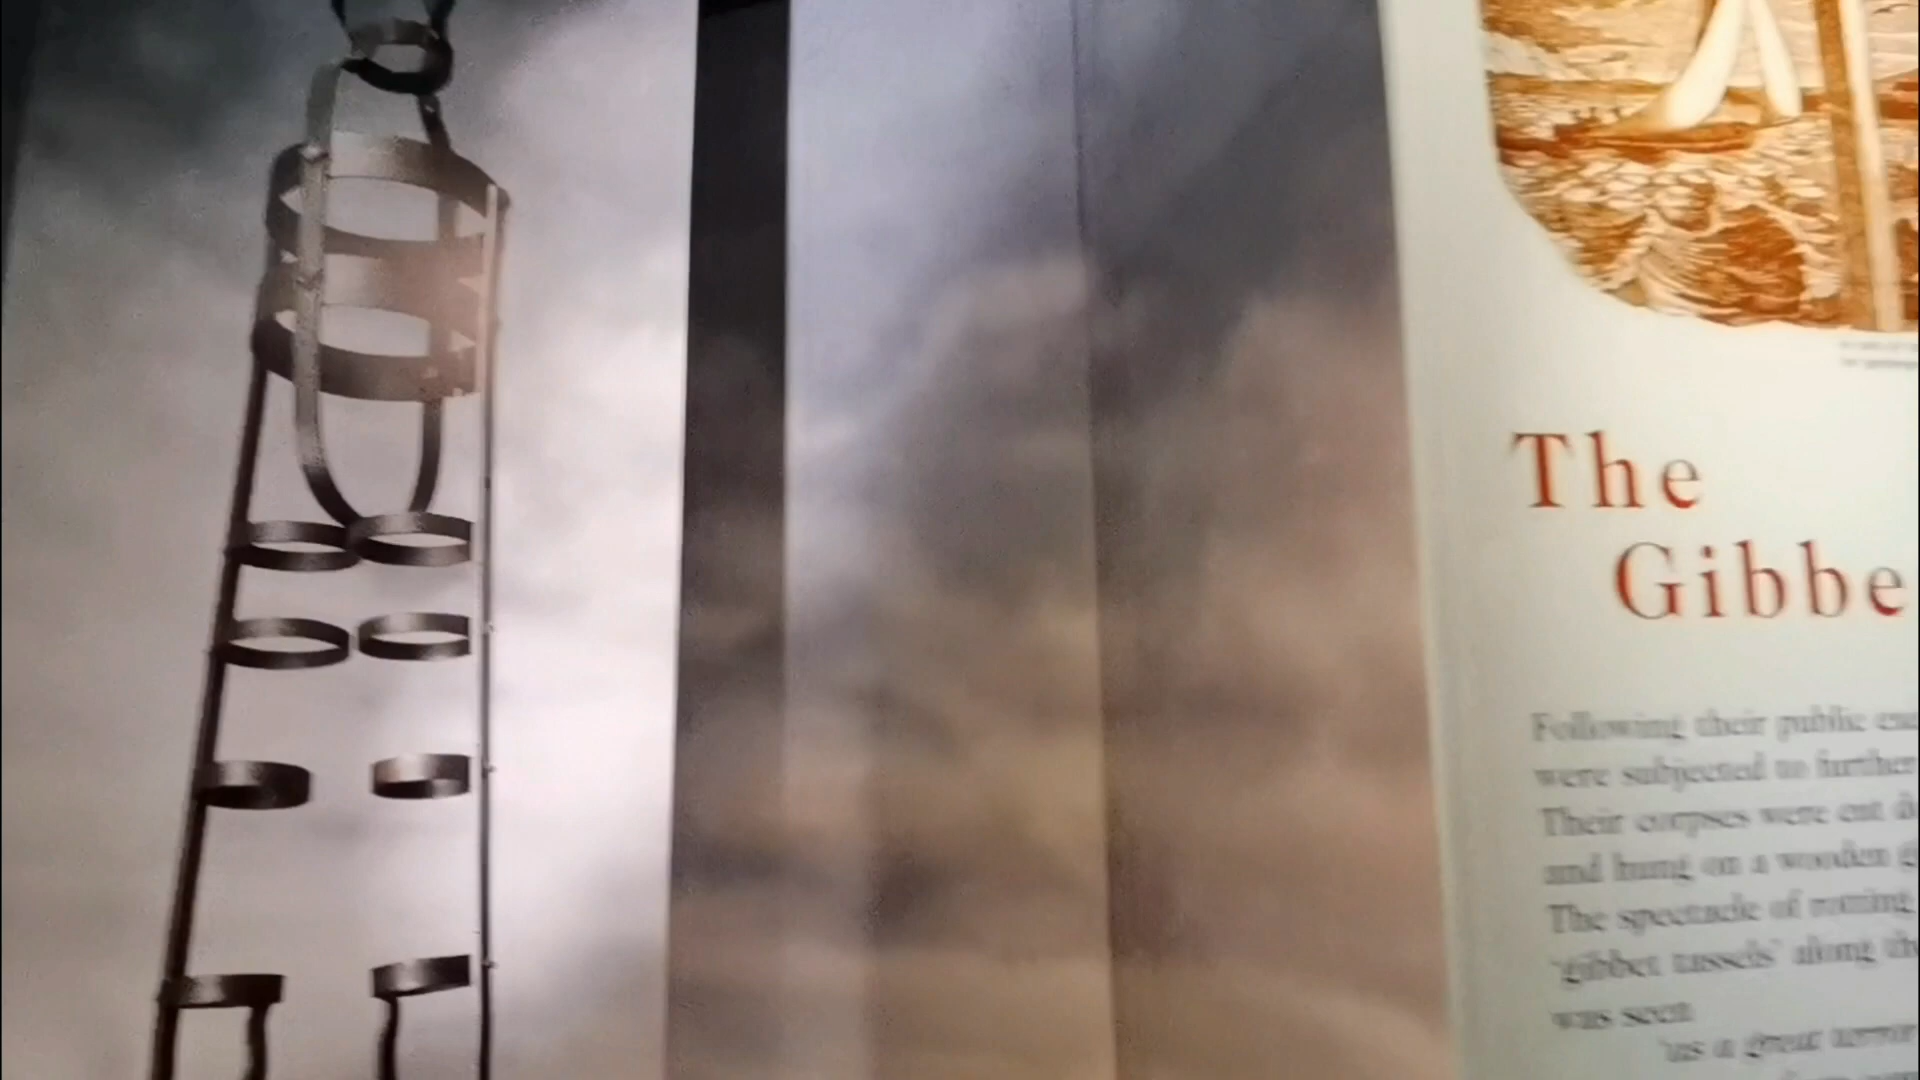 The
Gibbe
Following their public exe
were subjected to further
Their corpses were cut d
and hung on a wooden g
The spectacle of rotting
'gibbet tassels' along th
was seen
'as a great terror